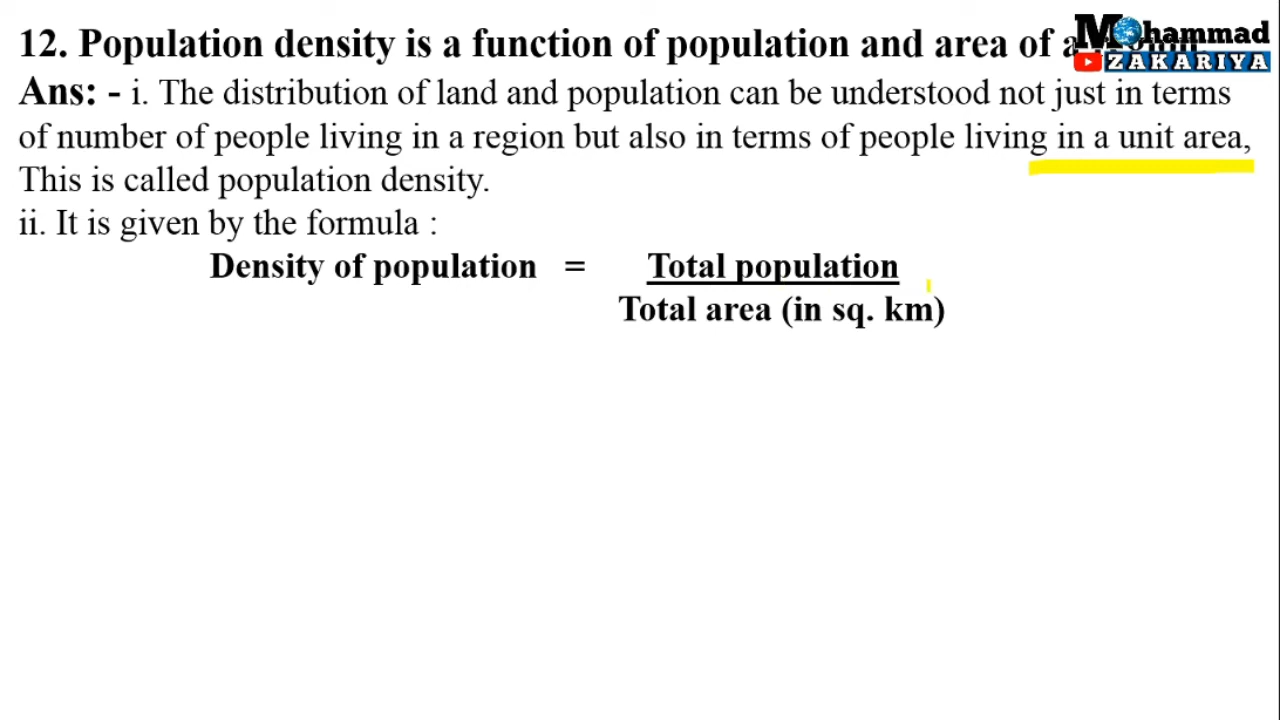 12. Population density is a function of population and area of a
Mohammad
ZAKARIYA
Ans: - i. The distribution of land and population can be understood not just in terms
of number of people living in a region but also in terms of people living in a unit area,
This is called population density.
ii. It is given by the formula :
Density of population = Total population
Total area (in sq. km)